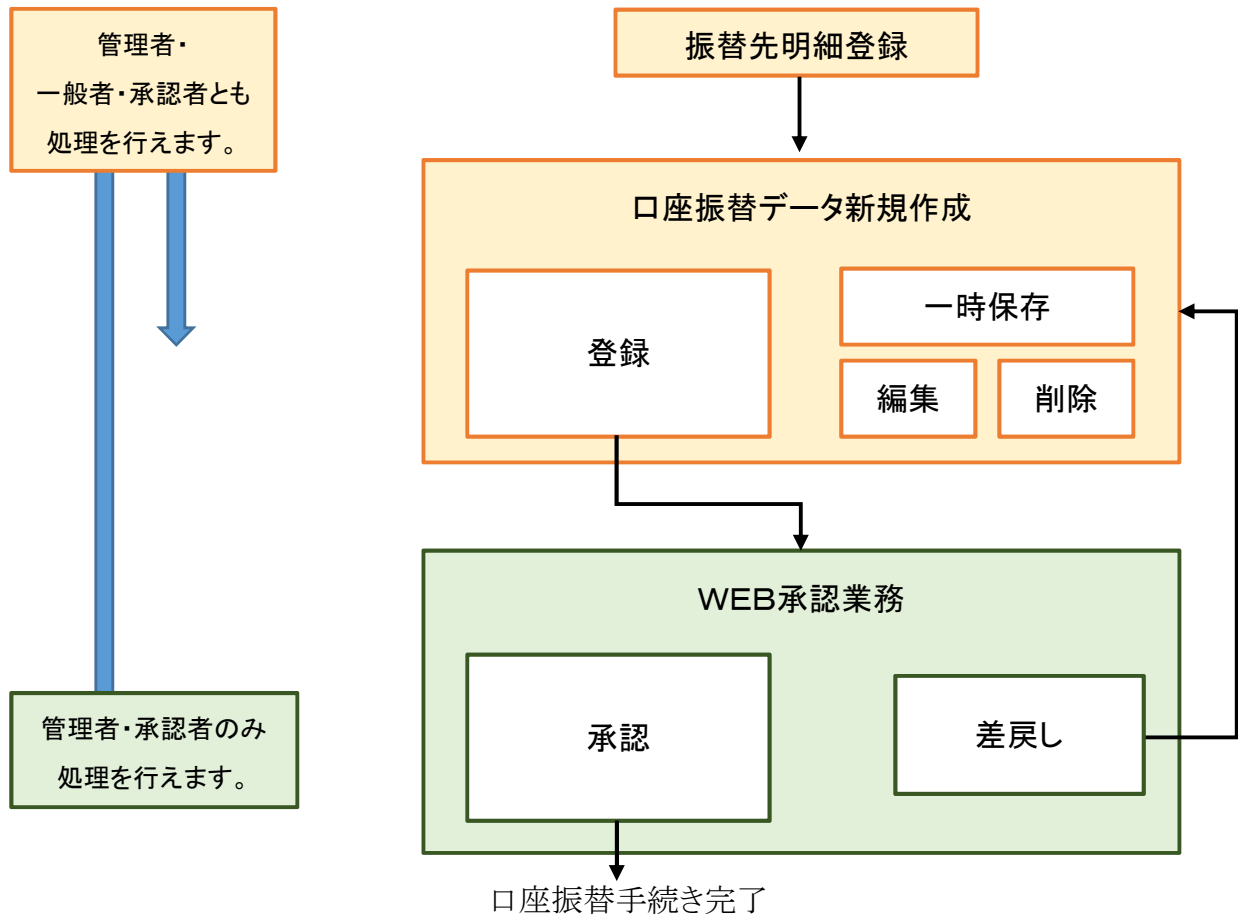 管理者・
一般者・承認者とも
処理を行えます。
振替先明細登録
口座振替データ新規作成
登録
一時保存
編集
削除
WEB承認業務
承認
差戻し
管理者・承認者のみ
処理を行えます。
口座振替手続き完了